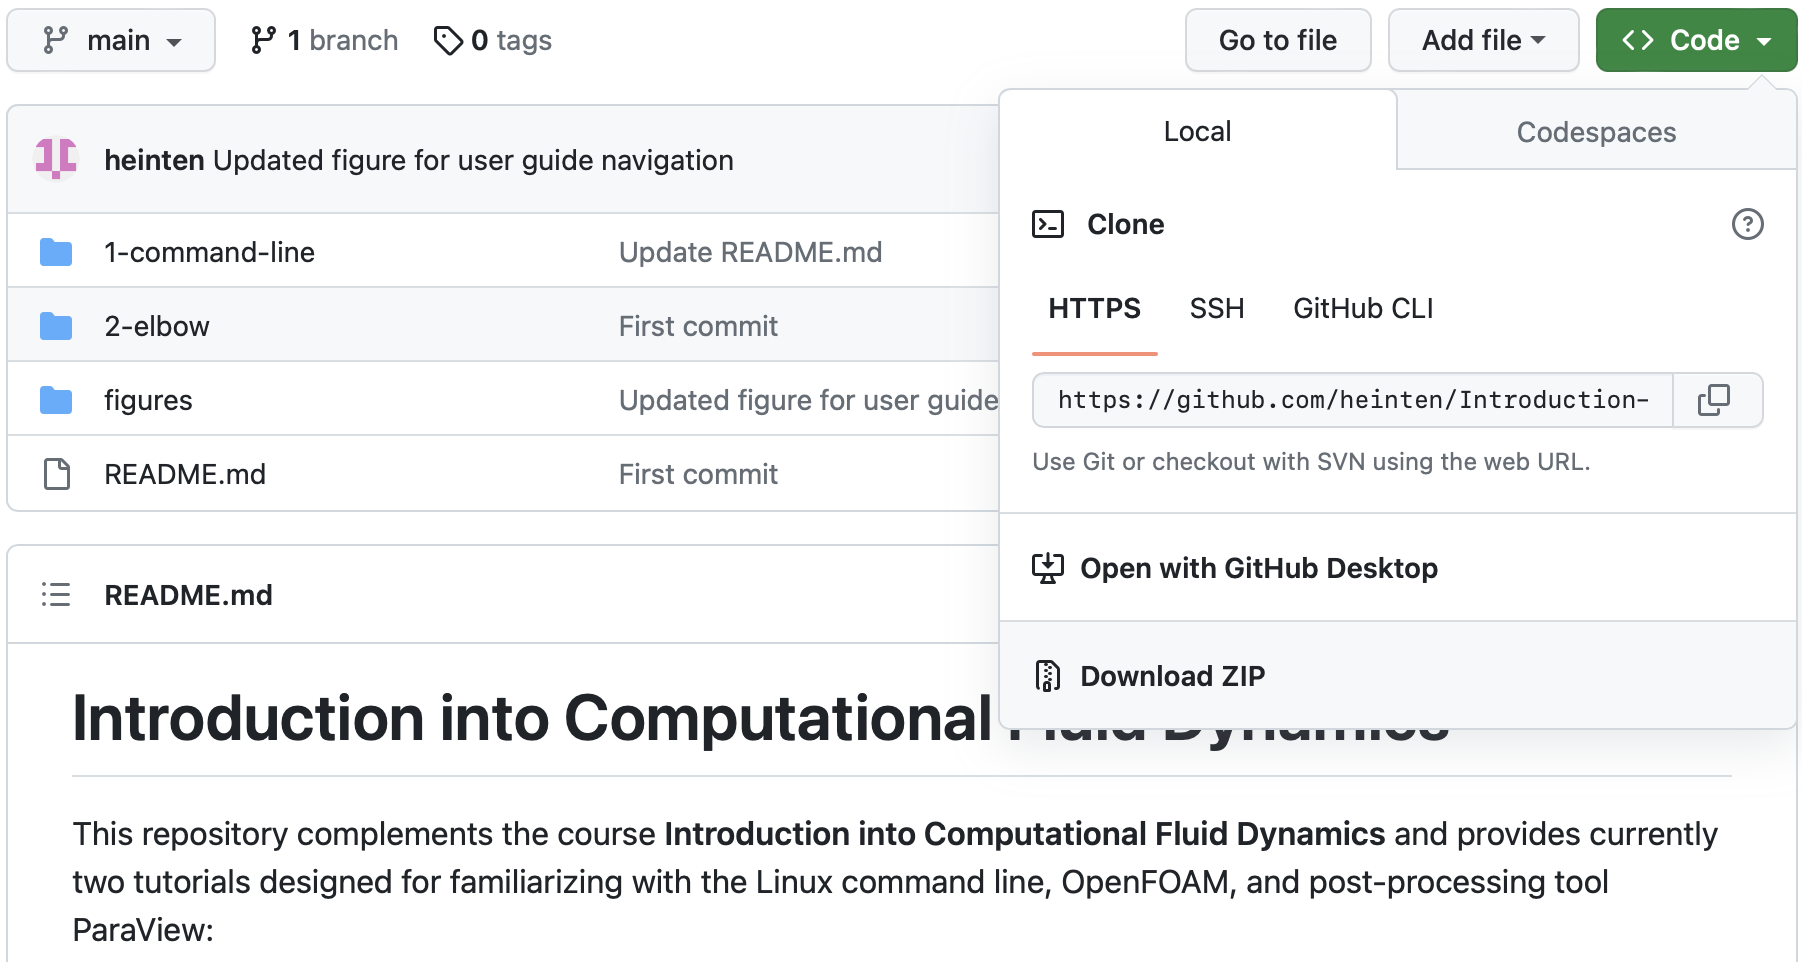 main
1 branch
0 tags
Go to file
Add file
<> Code
heinten Updated figure for user guide navigation
1-command-line Update README.md
2-elbow First commit
figures Updated figure for user guide
README.md First commit
Local
Codespaces
Clone
HTTPS SSH GitHub CLI
https://github.com/heinten/Introduction-
Use Git or checkout with SVN using the web URL.
Open with GitHub Desktop
Download ZIP
README.md
Introduction into Computational Fluid Dynamics
This repository complements the course Introduction into Computational Fluid Dynamics and provides currently
two tutorials designed for familiarizing with the Linux command line, OpenFOAM, and post-processing tool
ParaView: